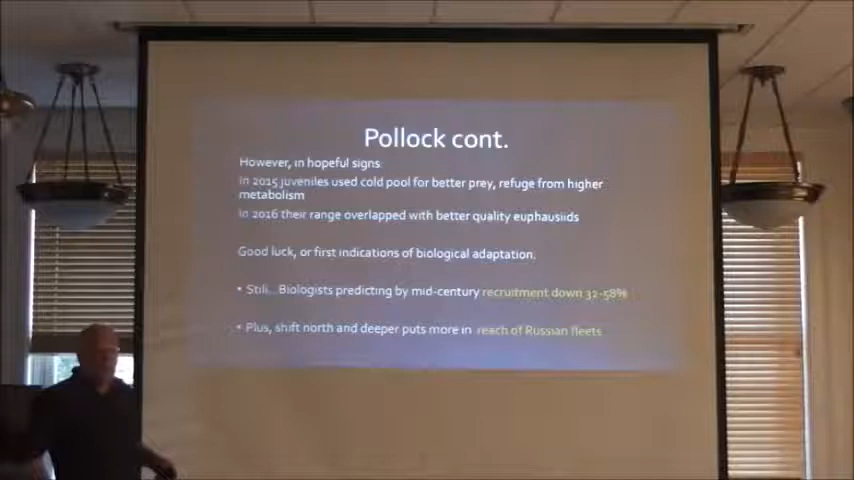 Pollock cont.
However, in hopeful signs:
In 2015 juveniles used cold pool for better prey, refuge from higher
metabolism
In 2016 their range overlapped with better quality euphausiids
Good luck, or first indications of biological adaptation.
• Still...Biologists predicting by mid-century recruitment down 32-58%
• Plus, shift north and deeper puts more in reach of Russian fleets